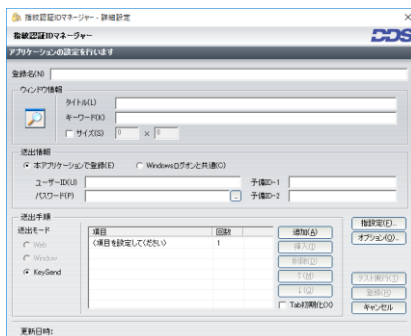 指紋認証IDマネージャー - 詳細設定
指紋認証IDマネージャー
DDS
アプリケーションの設定を行います
登録名(N)
ウィンドウ情報
タイトル(L)
キーワード(K)
サイズ(S) 0 × 0
送出情報
本アプリケーションで登録(E) Windowsログオンと共通(O)
ユーザーID(U) 予備ID-1
パスワード(P) .. 予備ID-2
送出手順
送出モード
Web
Window
KeySend
項目 回数
(項目を設定してください) 1
追加(A)
挿入(I)
削除(D)
↑(M)
↓(Q)
Tab初期化(X)
指設定(F)...
オプション(O)...
テスト実行(T)
登録(R)
キャンセル
更新日時: